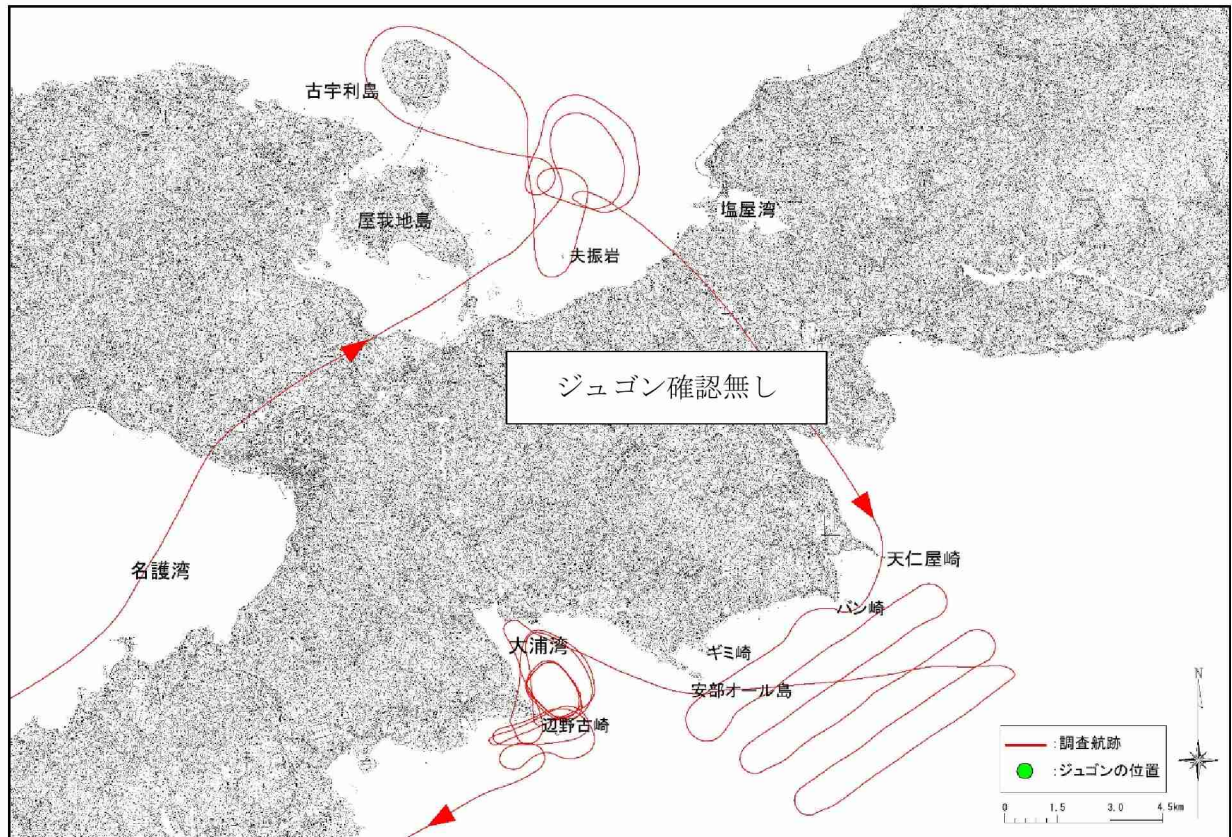 古宇利島
屋我地島
塩屋湾
夫振岩
ジュゴン確認無し
名護湾
天仁屋崎
バン崎
大浦湾
ギミ崎
安部オール島
辺野古崎
N
:調査航跡
:ジュゴンの位置
0 1.5 3.0 4.5km